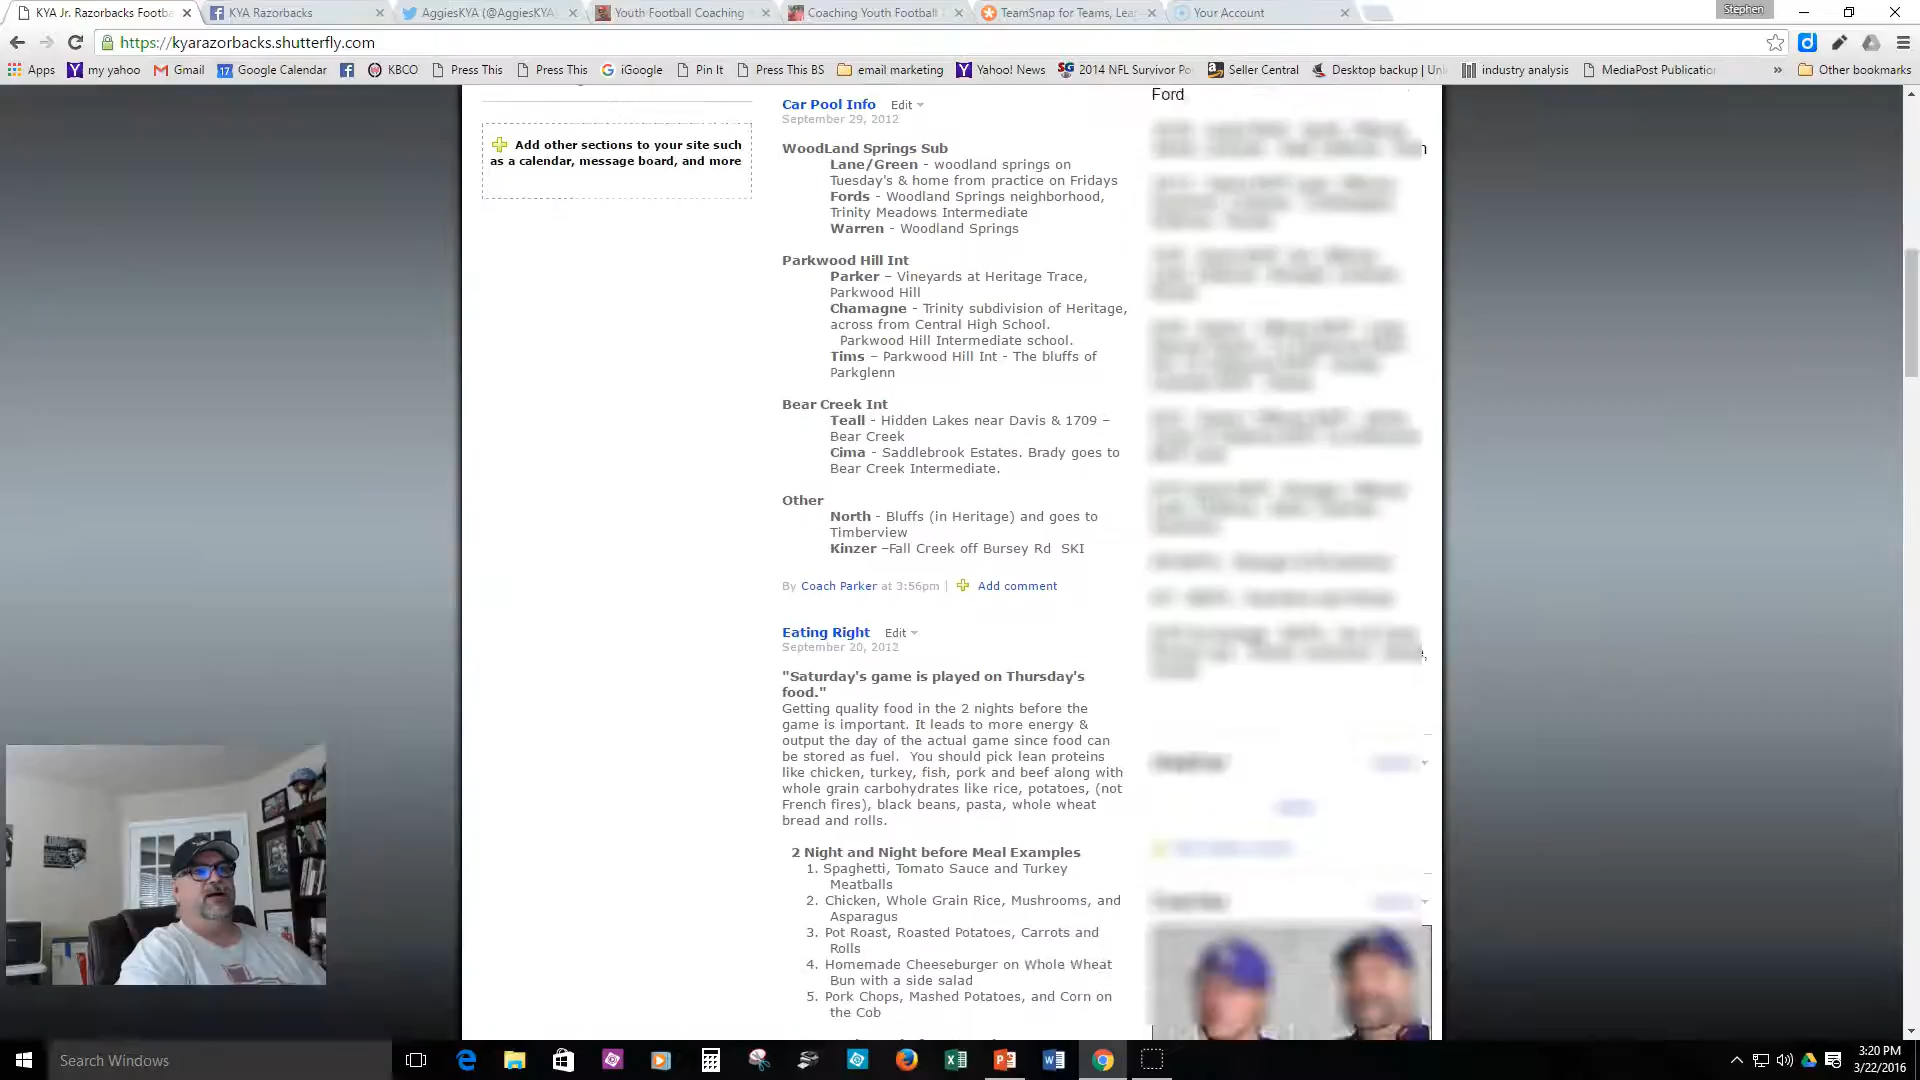 KYA Jr. Razorbacks Footba
KYA Razorbacks
AggiesKYA (@AggiesKYA
Youth Football Coaching
Coaching Youth Football
TeamSnap for Teams, Lea
Your Account
Stephen
https://kyarazorbacks.shutterfly.com
Apps
my yahoo
Gmail
17 Google Calendar
KBCO
Press This
Press This
iGoogle
Pin It
Press This BS
email marketing
Yahoo! News
2014 NFL Survivor Po
Seller Central
Desktop backup | Unl
industry analysis
MediaPost Publication
»
Other bookmarks
Add other sections to your site such
as a calendar, message board, and more
Car Pool Info Edit
September 29, 2012
WoodLand Springs Sub
Lane/Green - woodland springs on
Tuesday's & home from practice on Fridays
Fords - Woodland Springs neighborhood,
Trinity Meadows Intermediate
Warren - Woodland Springs
Parkwood Hill Int
Parker – Vineyards at Heritage Trace,
Parkwood Hill
Chamagne - Trinity subdivision of Heritage,
across from Central High School.
Parkwood Hill Intermediate school.
Tims – Parkwood Hill Int - The bluffs of
Parkglenn
Bear Creek Int
Teall - Hidden Lakes near Davis & 1709 –
Bear Creek
Cima - Saddlebrook Estates. Brady goes to
Bear Creek Intermediate.
Other
North - Bluffs (in Heritage) and goes to
Timberview
Kinzer –Fall Creek off Bursey Rd SKI
By Coach Parker at 3:56pm | Add comment
Eating Right Edit
September 20, 2012
"Saturday's game is played on Thursday's
food."
Getting quality food in the 2 nights before the
game is important. It leads to more energy &
output the day of the actual game since food can
be stored as fuel. You should pick lean proteins
like chicken, turkey, fish, pork and beef along with
whole grain carbohydrates like rice, potatoes, (not
French fires), black beans, pasta, whole wheat
bread and rolls.
2 Night and Night before Meal Examples
1. Spaghetti, Tomato Sauce and Turkey
Meatballs
2. Chicken, Whole Grain Rice, Mushrooms, and
Asparagus
3. Pot Roast, Roasted Potatoes, Carrots and
Rolls
4. Homemade Cheeseburger on Whole Wheat
Bun with a side salad
5. Pork Chops, Mashed Potatoes, and Corn on
the Cob
Ford
Search Windows
3:20 PM
3/22/2016